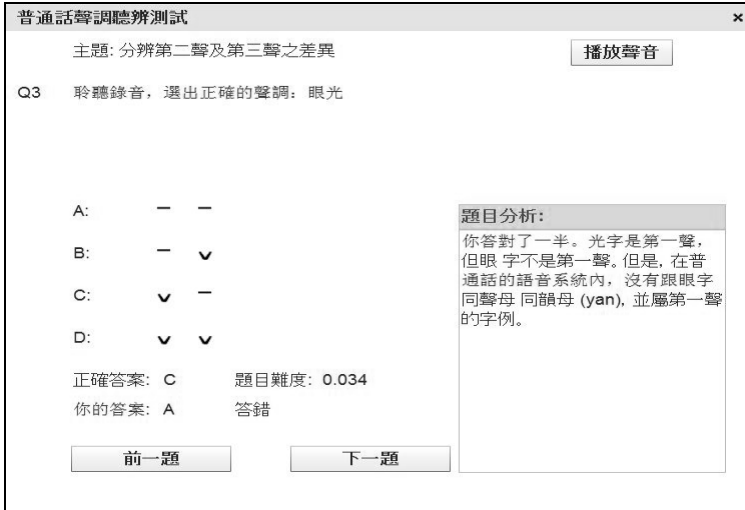 普通話聲調聽辨測試 ×
主題: 分辨第二聲及第三聲之差異
播放聲音
Q3 聆聽錄音，選出正確的聲調：眼光
A: ˉ ˉ
B: ˉ ˇ
C: ˇ ˉ
D: ˇ ˇ
正確答案: C 題目難度: 0.034
你的答案: A 答錯
前一題 下一題
題目分析:
你答對了一半。光字是第一聲，
但眼 字不是第一聲。但是, 在普
通話的語音系統內，沒有跟眼字
同聲母 同韻母 (yan), 並屬第一聲
的字例。